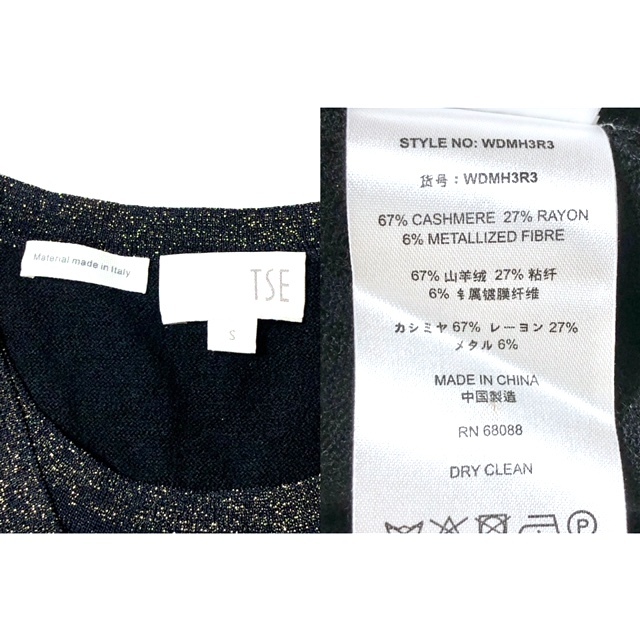 Material made in Italy
TSE
S
STYLE NO: WDMH3R3
货号：WDMH3R3
67% CASHMERE 27% RAYON
6% METALLIZED FIBRE
67% 山羊绒 27% 粘纤
6% 金属镀膜纤维
カシミヤ 67% レーヨン 27%
メタル 6%
MADE IN CHINA
中国製造
RN 68088
DRY CLEAN
P